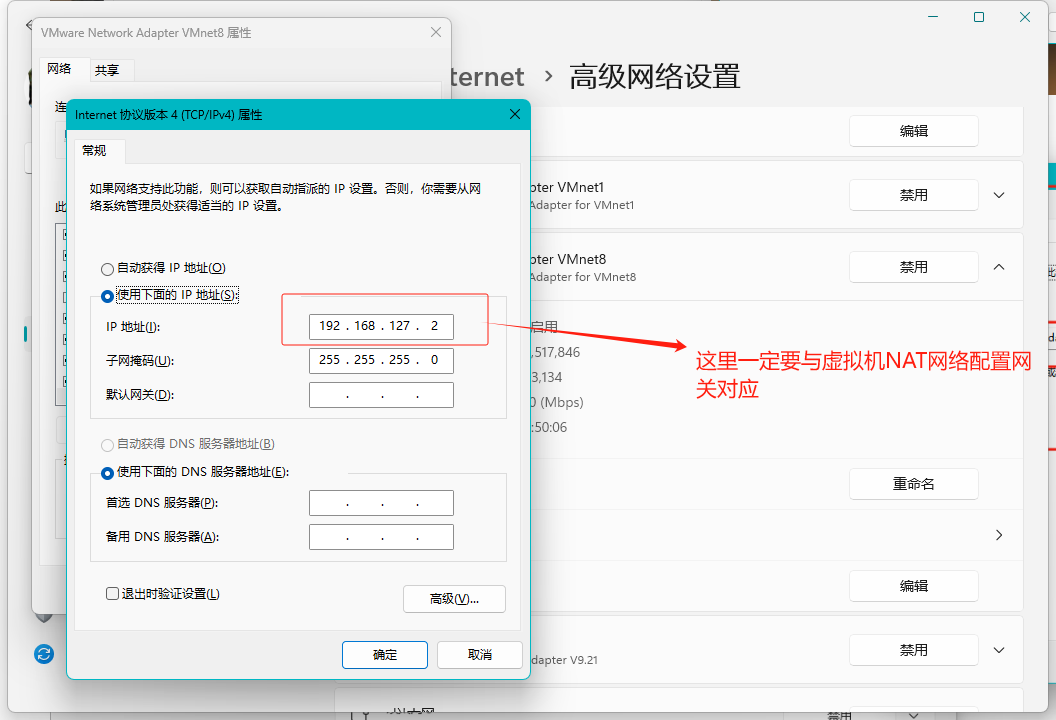 VMware Network Adapter VMnet8 属性
网络
共享
ternet › 高级网络设置
Internet 协议版本 4 (TCP/IPv4) 属性
常规
如果网络支持此功能，则可以获取自动指派的 IP 设置。否则，你需要从网
络系统管理员处获得适当的 IP 设置。
自动获得 IP 地址(O)
使用下面的 IP 地址(S):
IP 地址(I):
192 . 168 . 127 . 2
子网掩码(U):
255 . 255 . 255 . 0
默认网关(D):
. . .
自动获得 DNS 服务器地址(B)
使用下面的 DNS 服务器地址(E):
首选 DNS 服务器(P):
. . .
备用 DNS 服务器(A):
. . .
退出时验证设置(L)
高级(V)...
确定
取消
编辑
pter VMnet1
Adapter for VMnet1
禁用
pter VMnet8
Adapter for VMnet8
禁用
启用
,517,846
3,134
0 (Mbps)
:50:06
这里一定要与虚拟机NAT网络配置网
关对应
重命名
编辑
dapter V9.21
禁用
以太网
禁用